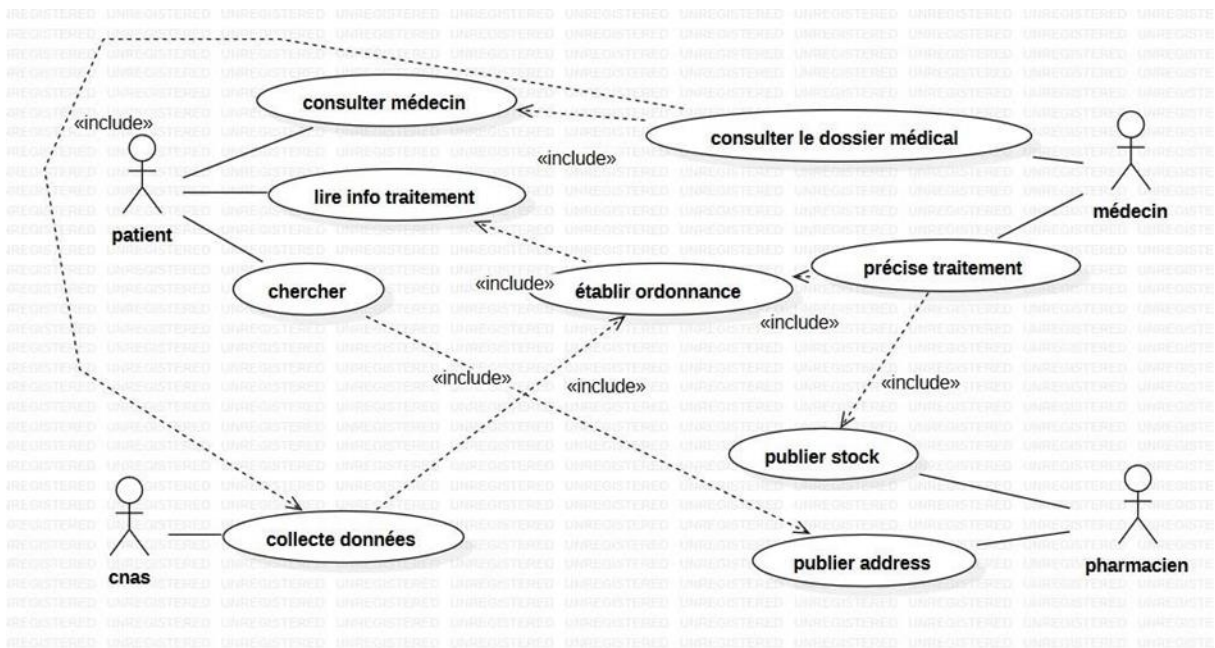 UNREGISTERED
consulter médecin
«include»
«include»
consulter le dossier médical
patient
lire info traitement
médecin
chercher
«include»
établir ordonnance
précise traitement
«include»
«include»
«include»
«include»
publier stock
cnas
collecte données
publier address
pharmacien